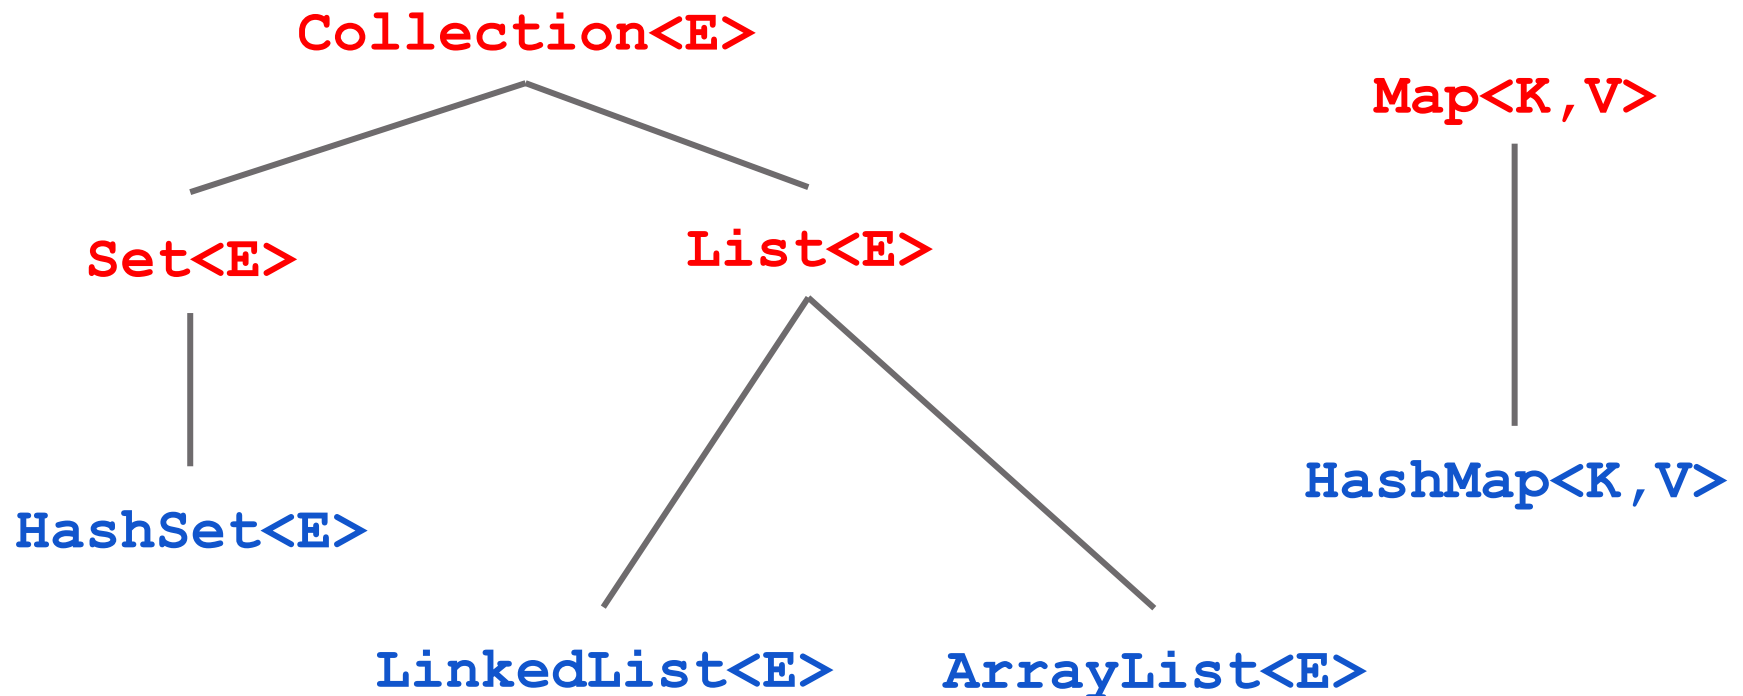 Collection<E>
Map<K,V>
Set<E>
List<E>
HashMap<K,V>
HashSet<E>
LinkedList<E>
ArrayList<E>